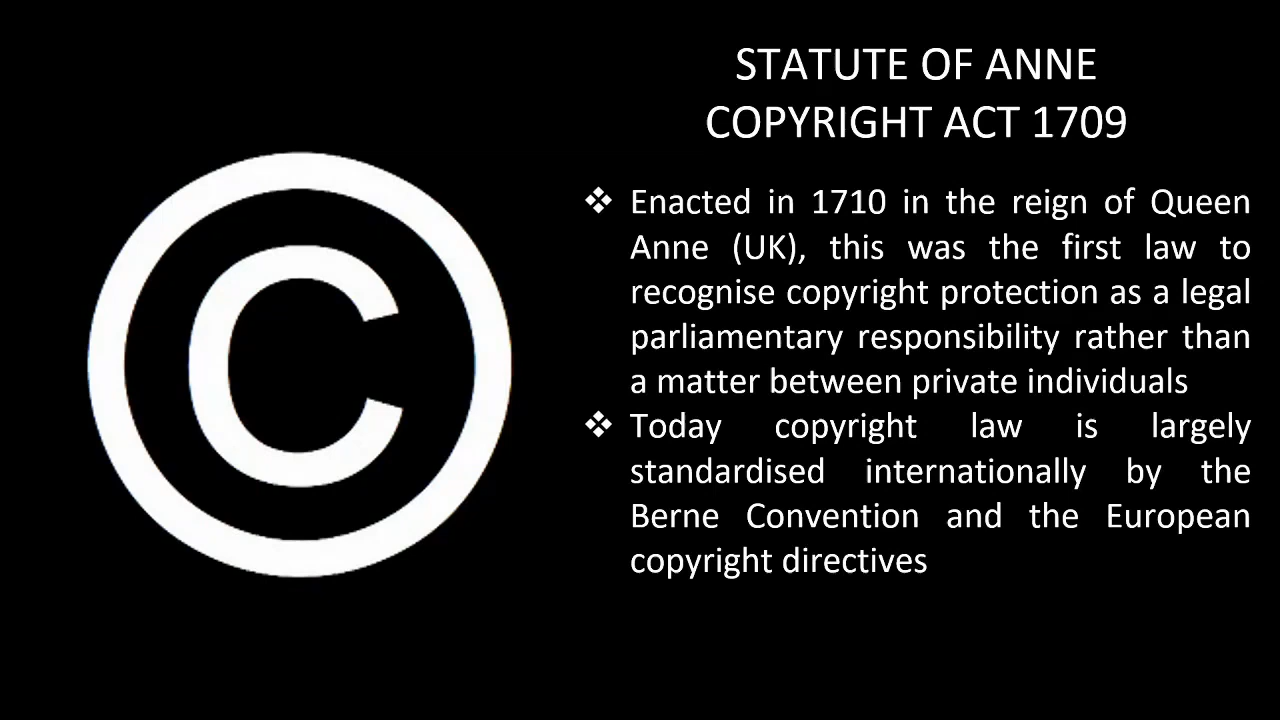 STATUTE OF ANNE
COPYRIGHT ACT 1709
©
❖ Enacted in 1710 in the reign of Queen
Anne (UK), this was the first law to
recognise copyright protection as a legal
parliamentary responsibility rather than
a matter between private individuals
❖ Today copyright law is largely
standardised internationally by the
Berne Convention and the European
copyright directives